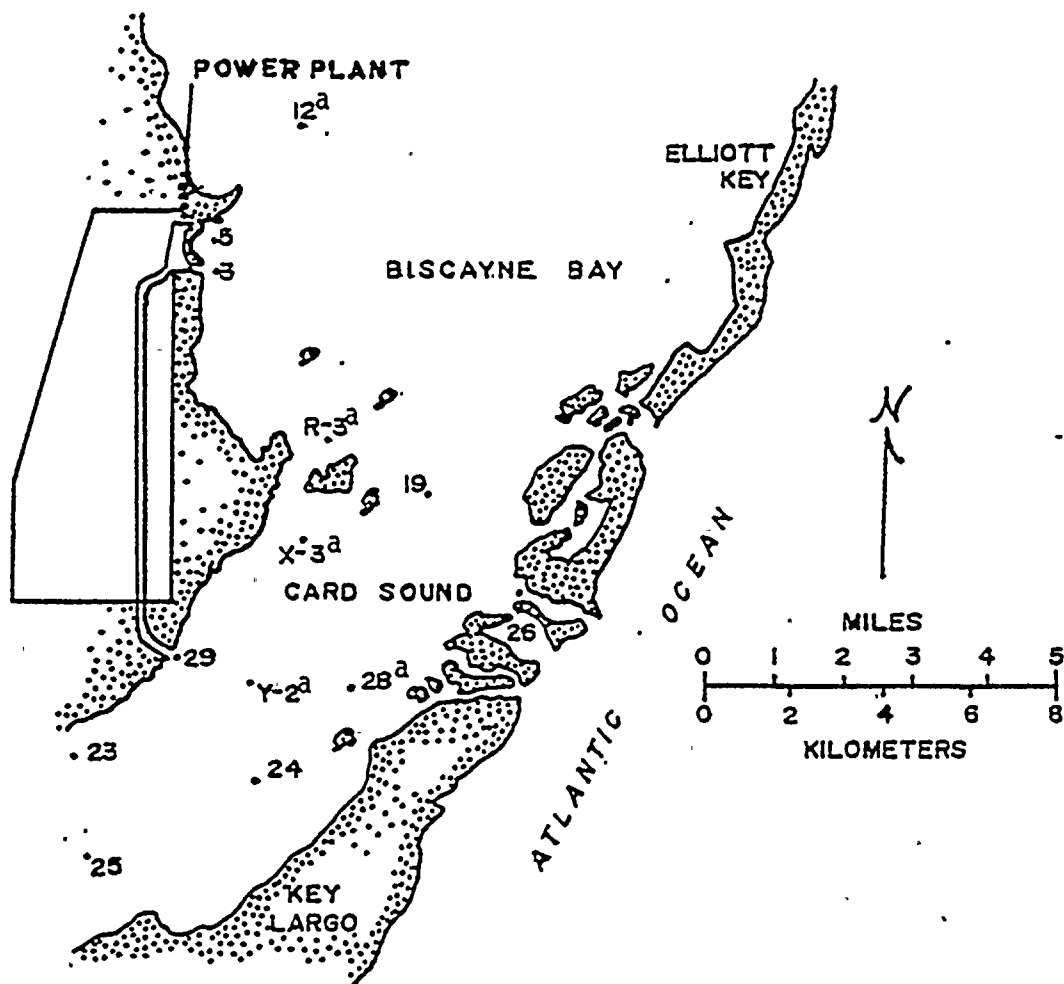 POWER PLANT
12a
ELLIOTT
KEY
5
3
BISCAYNE BAY
R-3a
N
19
X-3a
CARD SOUND
ATLANTIC OCEAN
26
29
Y-2a
28a
MILES
0 1 2 3 4 5
0 2 4 6 8
KILOMETERS
23
24
25
KEY
LARGO